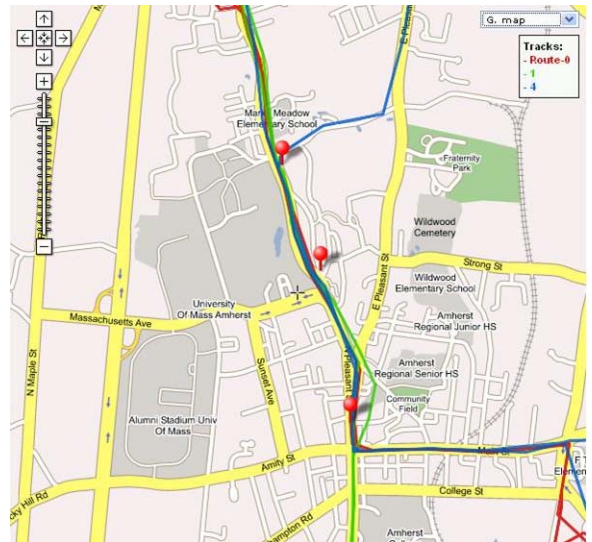 G. map
Tracks:
- Route-0
- 1
- 4
E Pleasant
Elementary School
Fraternity
Park
Wildwood
Cemetery
Strong St
Wildwood
Elementary School
E Pleasant St
University
Of Mass Amherst
Amherst
Regional Junior HS
Massachusetts Ave
N Maple St
Sunset Ave
Amherst
Regional Senior HS
Community
Field
Alumni Stadium Univ
Of Mass
Main St
Amity St
College St
Amherst